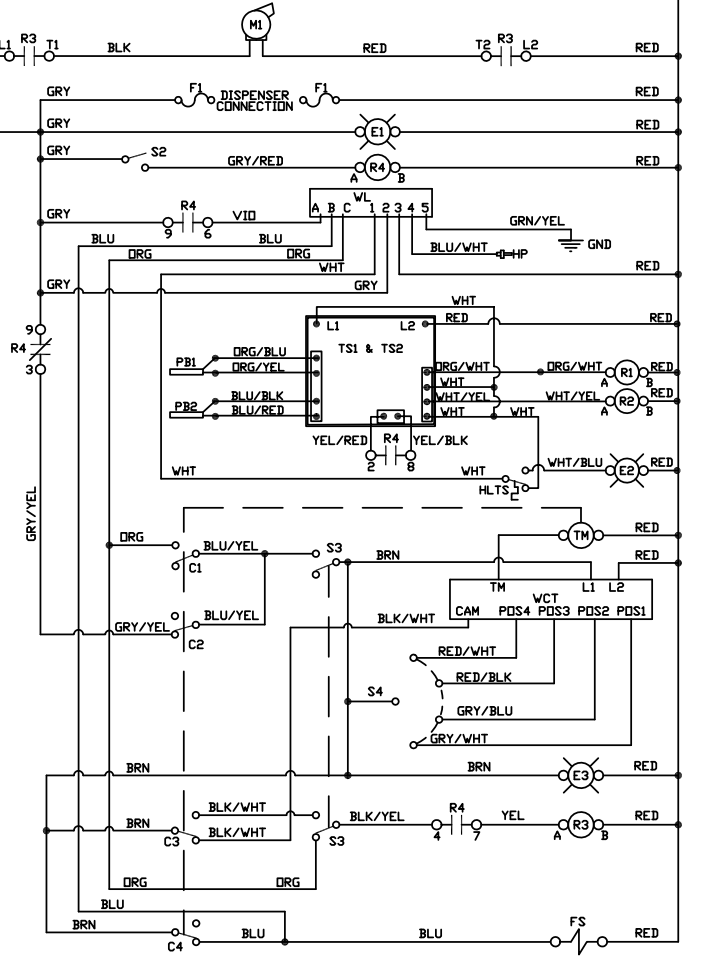 M1
L1 R3 T1 BLK RED T2 R3 L2 RED
GRY F1 DISPENSER CONNECTION F1 RED
GRY E1 RED
GRY S2 GRY/RED A R4 B RED
WL
A B C 1 2 3 4 5
GRY R4 9 6 VIO GRN/YEL GND
BLU BLU BLU/WHT HP
ORG ORG
WHT RED
GRY GRY
WHT
L1 L2 RED RED
9 R4 3
TS1 & TS2
PB1 ORG/BLU ORG/YEL
ORG/WHT ORG/WHT A R1 B RED
WHT
PB2 BLU/BLK BLU/RED
WHT/YEL WHT/YEL A R2 B RED
WHT WHT
YEL/RED R4 YEL/BLK
2 8
WHT WHT HLTS WHT/BLU E2 RED
GRY/YEL
TM RED
ORG C1 BLU/YEL S3 BRN RED
TM L1 L2
WCT
CAM POS4 POS3 POS2 POS1
GRY/YEL C2 BLU/YEL BLK/WHT
RED/WHT
RED/BLK
S4
GRY/BLU
GRY/WHT
BRN BRN E3 RED
BLK/WHT
BRN C3 BLK/WHT S3 BLK/YEL R4 4 7 YEL A R3 B RED
ORG ORG
BLU
BRN C4 BLU BLU FS RED